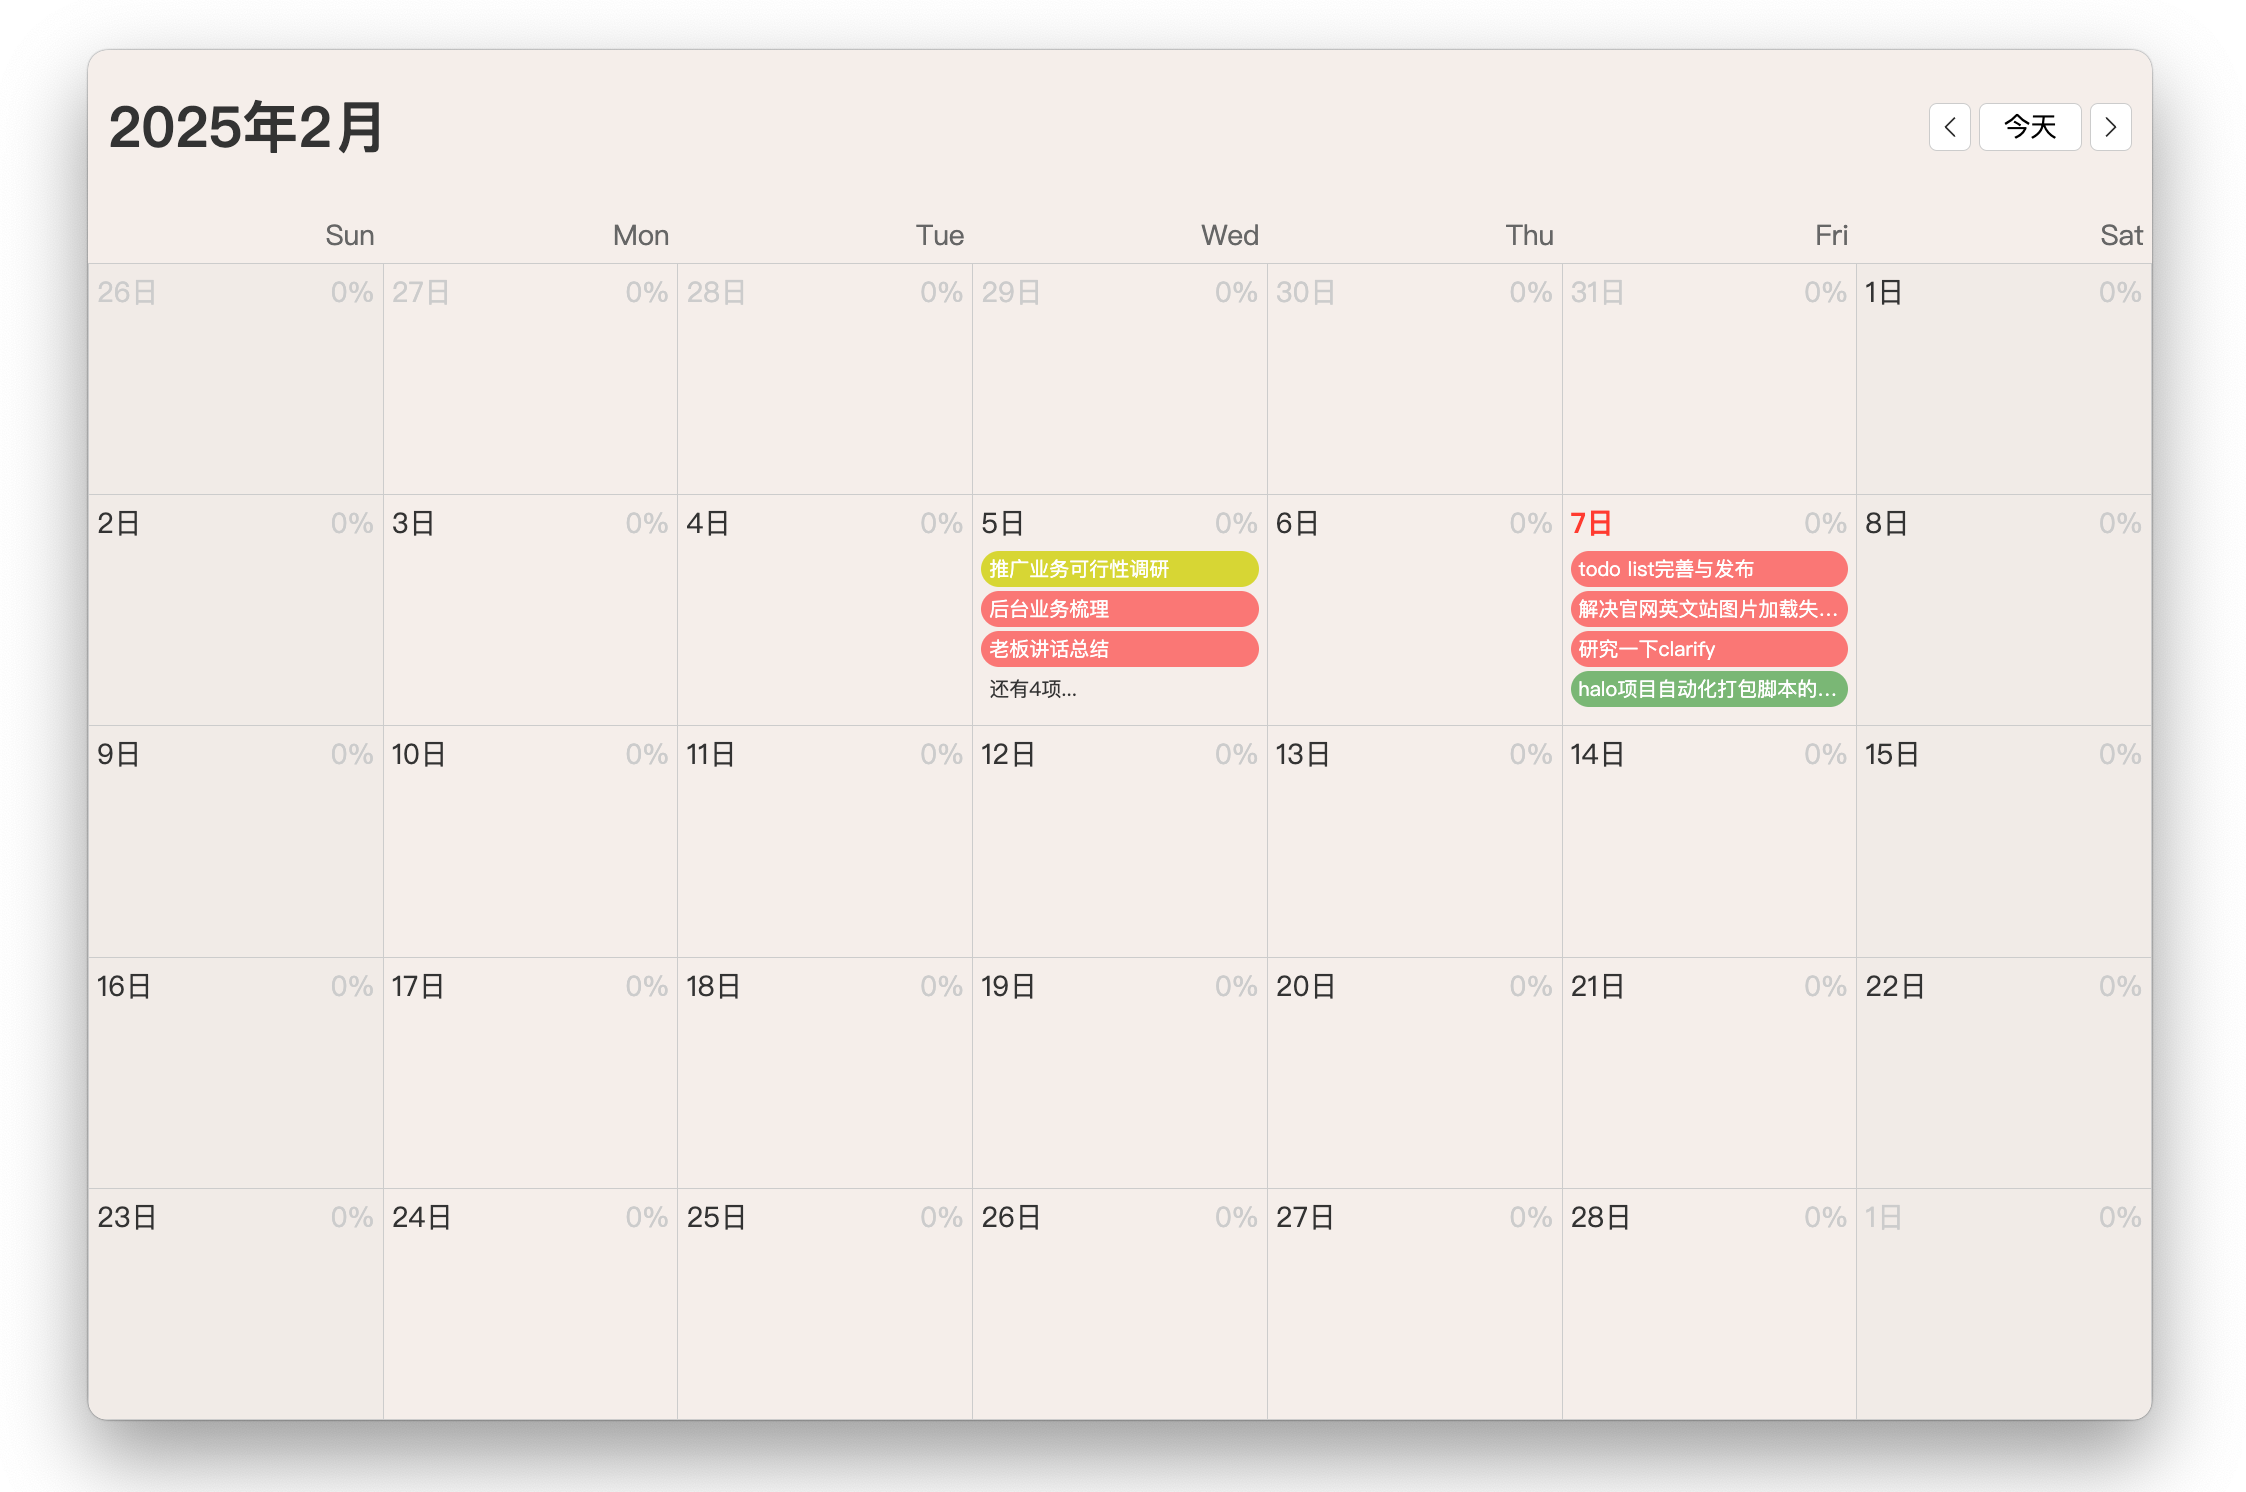 2025年2月
今天
Sun Mon Tue Wed Thu Fri Sat
26日 0% 27日 0% 28日 0% 29日 0% 30日 0% 31日 0% 1日 0%
2日 0% 3日 0% 4日 0% 5日 0% 6日 0% 7日 0% 8日 0%
推广业务可行性调研
后台业务梳理
老板讲话总结
还有4项...
todo list完善与发布
解决官网英文站图片加载失...
研究一下clarify
halo项目自动化打包脚本的...
9日 0% 10日 0% 11日 0% 12日 0% 13日 0% 14日 0% 15日 0%
16日 0% 17日 0% 18日 0% 19日 0% 20日 0% 21日 0% 22日 0%
23日 0% 24日 0% 25日 0% 26日 0% 27日 0% 28日 0% 1日 0%